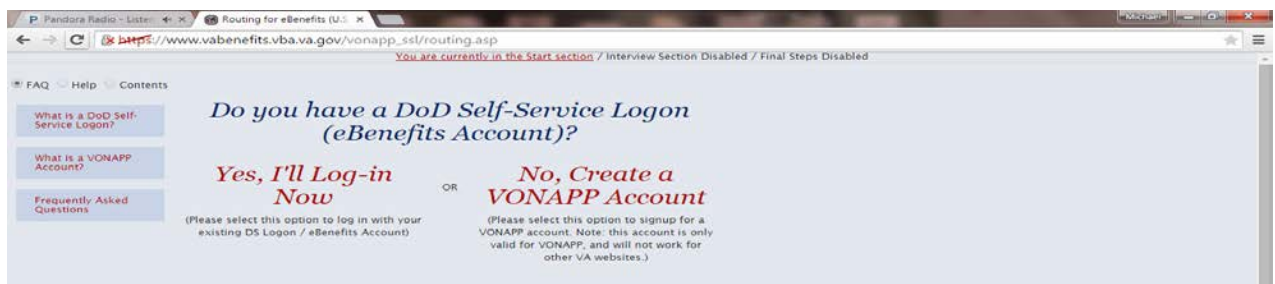 Pandora Radio - Listen
Routing for eBenefits (U.S
Michael
https://www.vabenefits.vba.va.gov/vonapp_ssl/routing.asp
You are currently in the Start section / Interview Section Disabled / Final Steps Disabled
FAQ Help Contents
What is a DoD Self-
Service Logon?
What is a VONAPP
Account?
Frequently Asked
Questions
Do you have a DoD Self-Service Logon
(eBenefits Account)?
Yes, I'll Log-in
Now
(Please select this option to log in with your
existing DS Logon / eBenefits Account)
OR
No, Create a
VONAPP Account
(Please select this option to signup for a
VONAPP account. Note: this account is only
valid for VONAPP, and will not work for
other VA websites.)